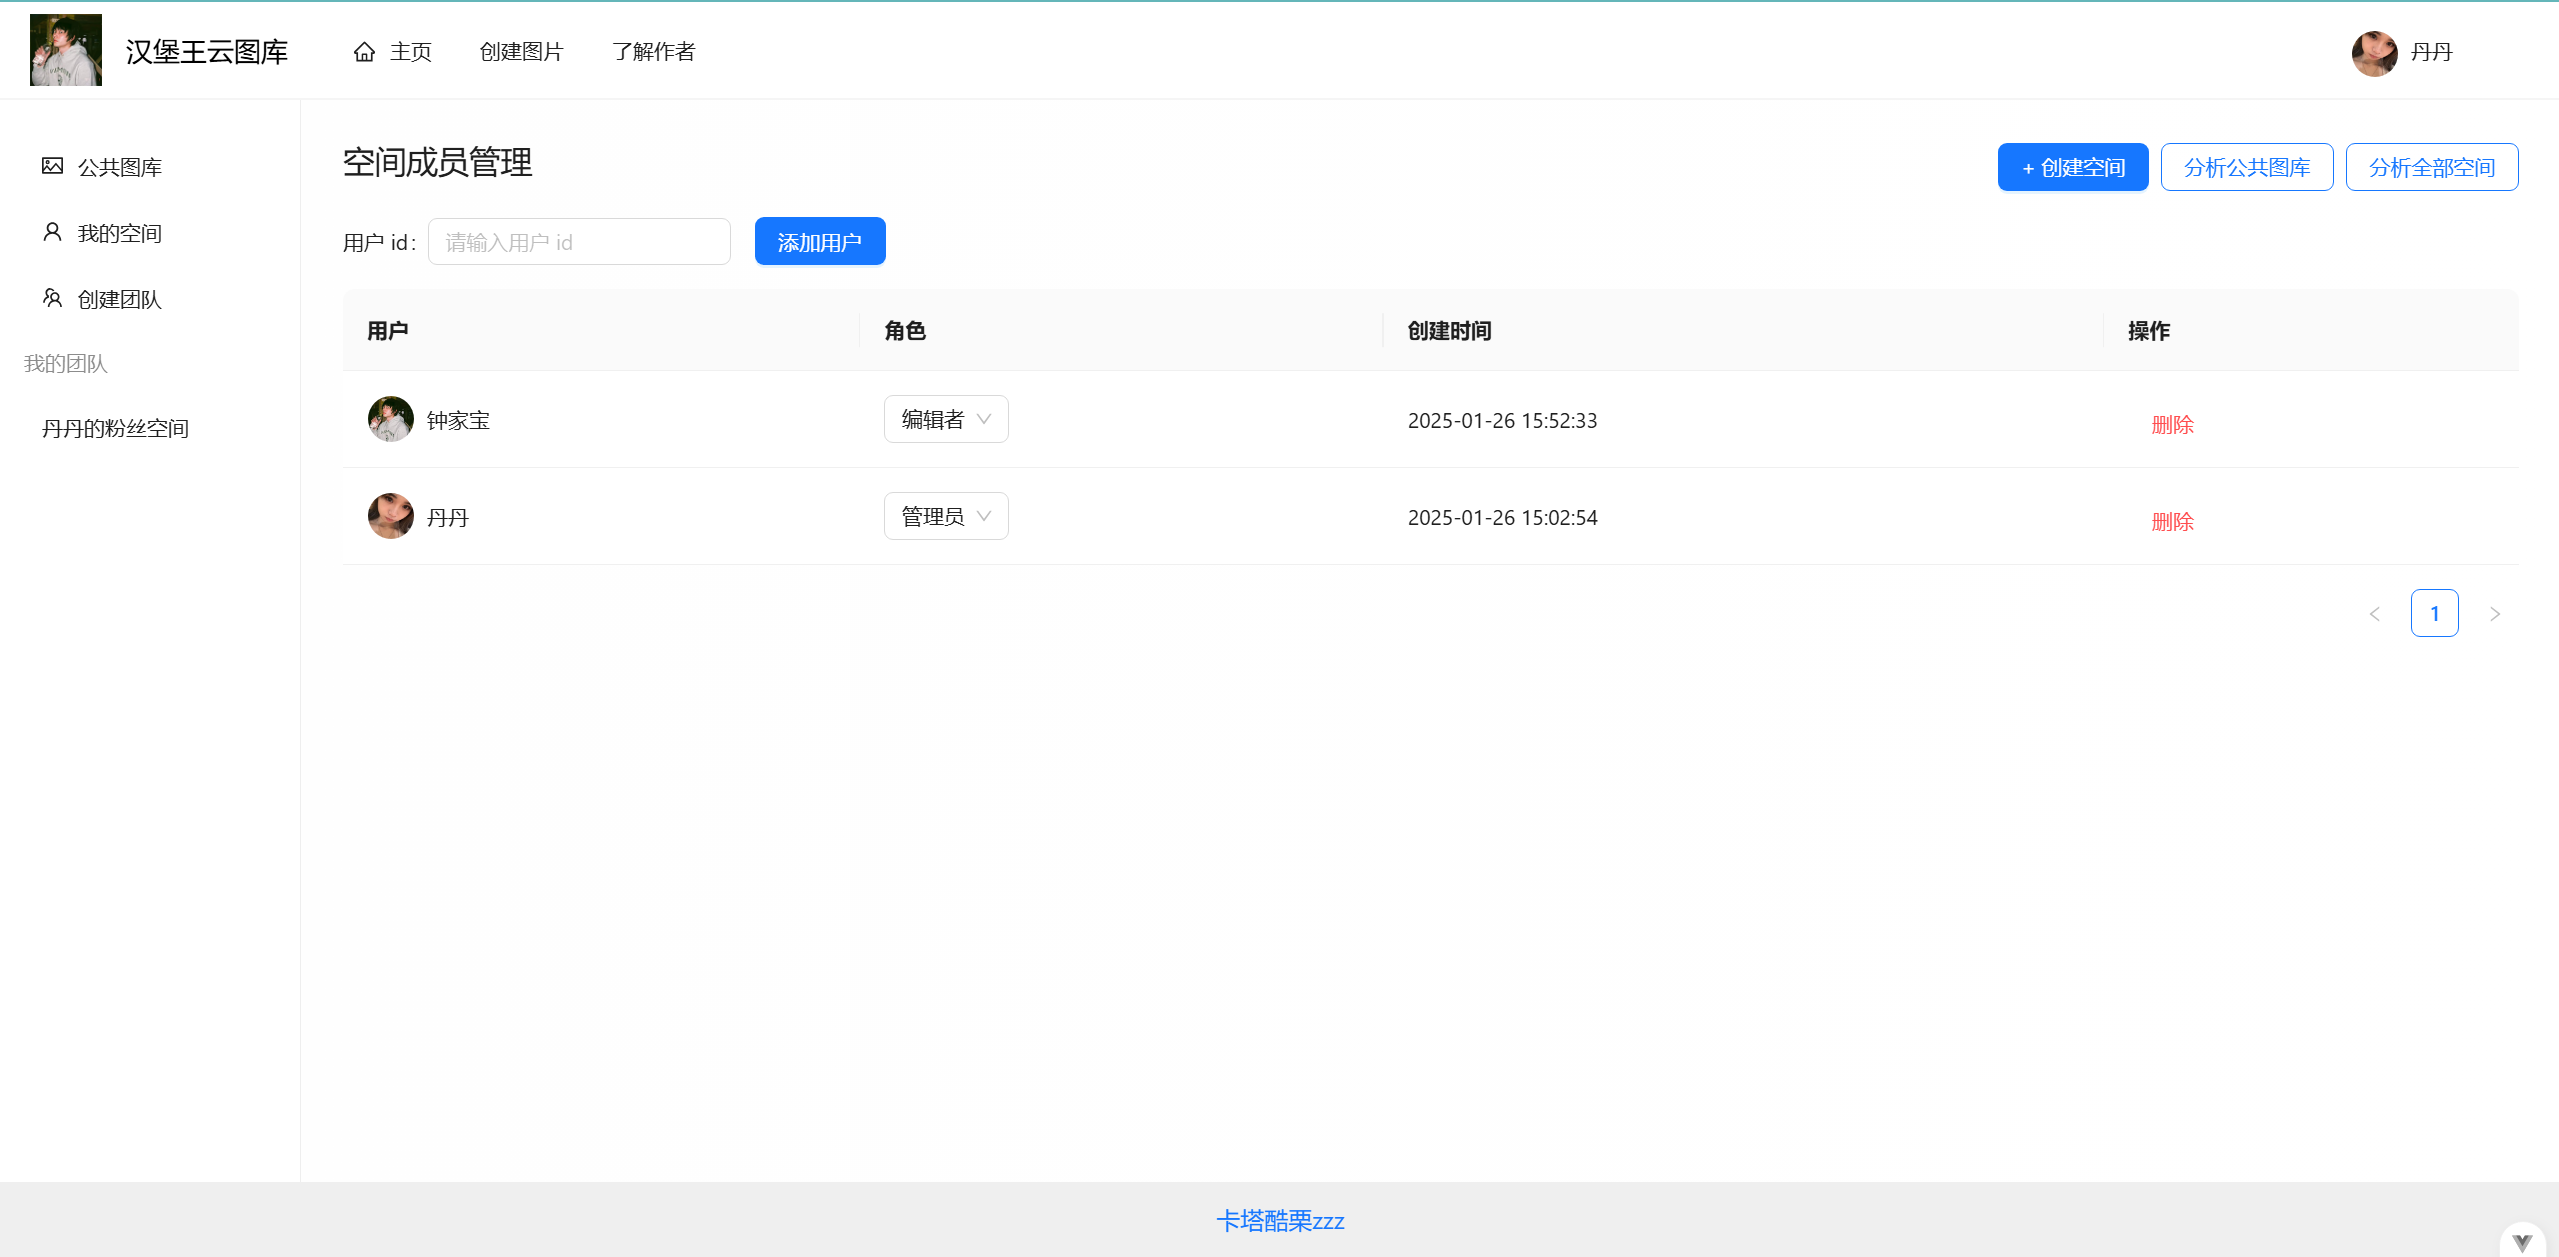 汉堡王云图库
主页
创建图片
了解作者
丹丹
公共图库
我的空间
创建团队
我的团队
丹丹的粉丝空间
空间成员管理
+ 创建空间
分析公共图库
分析全部空间
用户 id：
请输入用户 id
添加用户
用户 角色 创建时间 操作
钟家宝 编辑者 2025-01-26 15:52:33 删除
丹丹 管理员 2025-01-26 15:02:54 删除
< 1 >
卡塔酷栗zzz